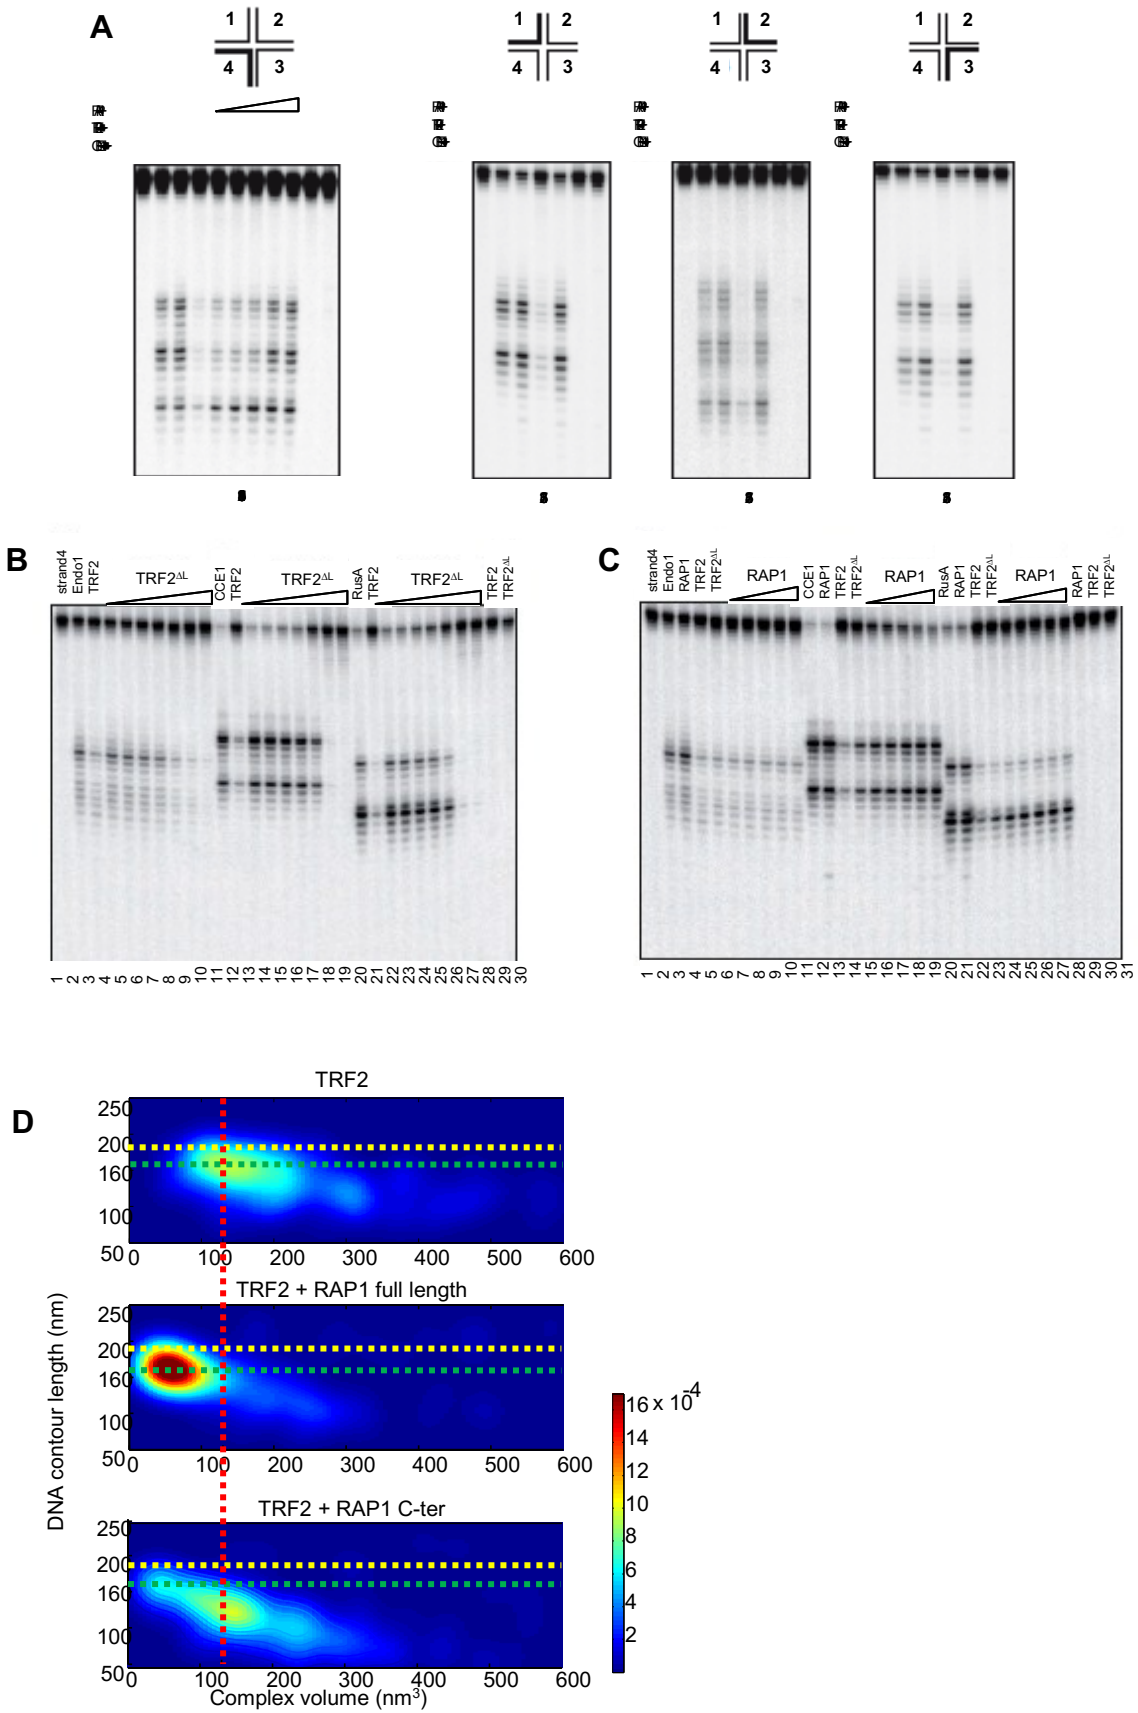 A
1 2
4 3
1 2
4 3
1 2
4 3
1 2
4 3
B
strand4
Endo1
TRF2
TRF2ΔL
CCE1
TRF2
TRF2ΔL
RusA
TRF2
TRF2ΔL
TRF2
TRF2ΔL
1 2 3 4 5 6 7 8 9 10 11 12 13 14 15 16 17 18 19 20 21 22 23 24 25 26 27 28 29 30
C
strand4
Endo1
RAP1
TRF2
TRF2ΔL
RAP1
CCE1
RAP1
TRF2
TRF2ΔL
RAP1
RusA
RAP1
TRF2
TRF2ΔL
RAP1
RAP1
TRF2
TRF2ΔL
1 2 3 4 5 6 7 8 9 10 11 12 13 14 15 16 17 18 19 20 21 22 23 24 25 26 27 28 29 30 31
D
TRF2
250
200
160
100
50
0 100 200 300 400 500 600
TRF2 + RAP1 full length
250
200
160
100
50
0 100 200 300 400 500 600
TRF2 + RAP1 C-ter
250
200
160
100
50
0 100 200 300 400 500 600
DNA contour length (nm)
Complex volume (nm³)
16 x 10⁻⁴
14
12
10
8
6
4
2